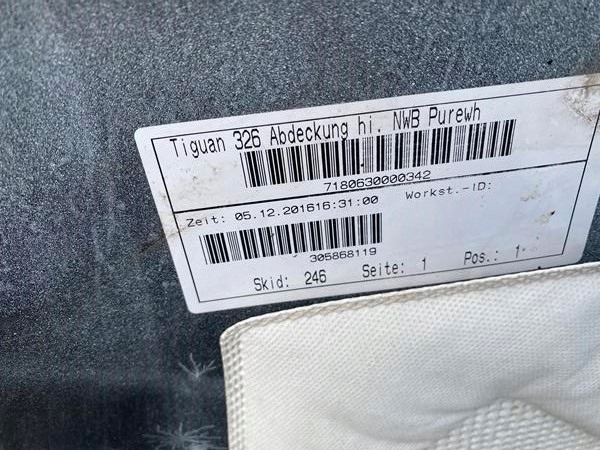 Tiguan 326 Abdeckung hi. NWB Purewh
7180630000342
Zeit: 05.12.201616:31:00 Workst.-ID:
305868119
Skid: 246 Seite: 1 Pos.: 1